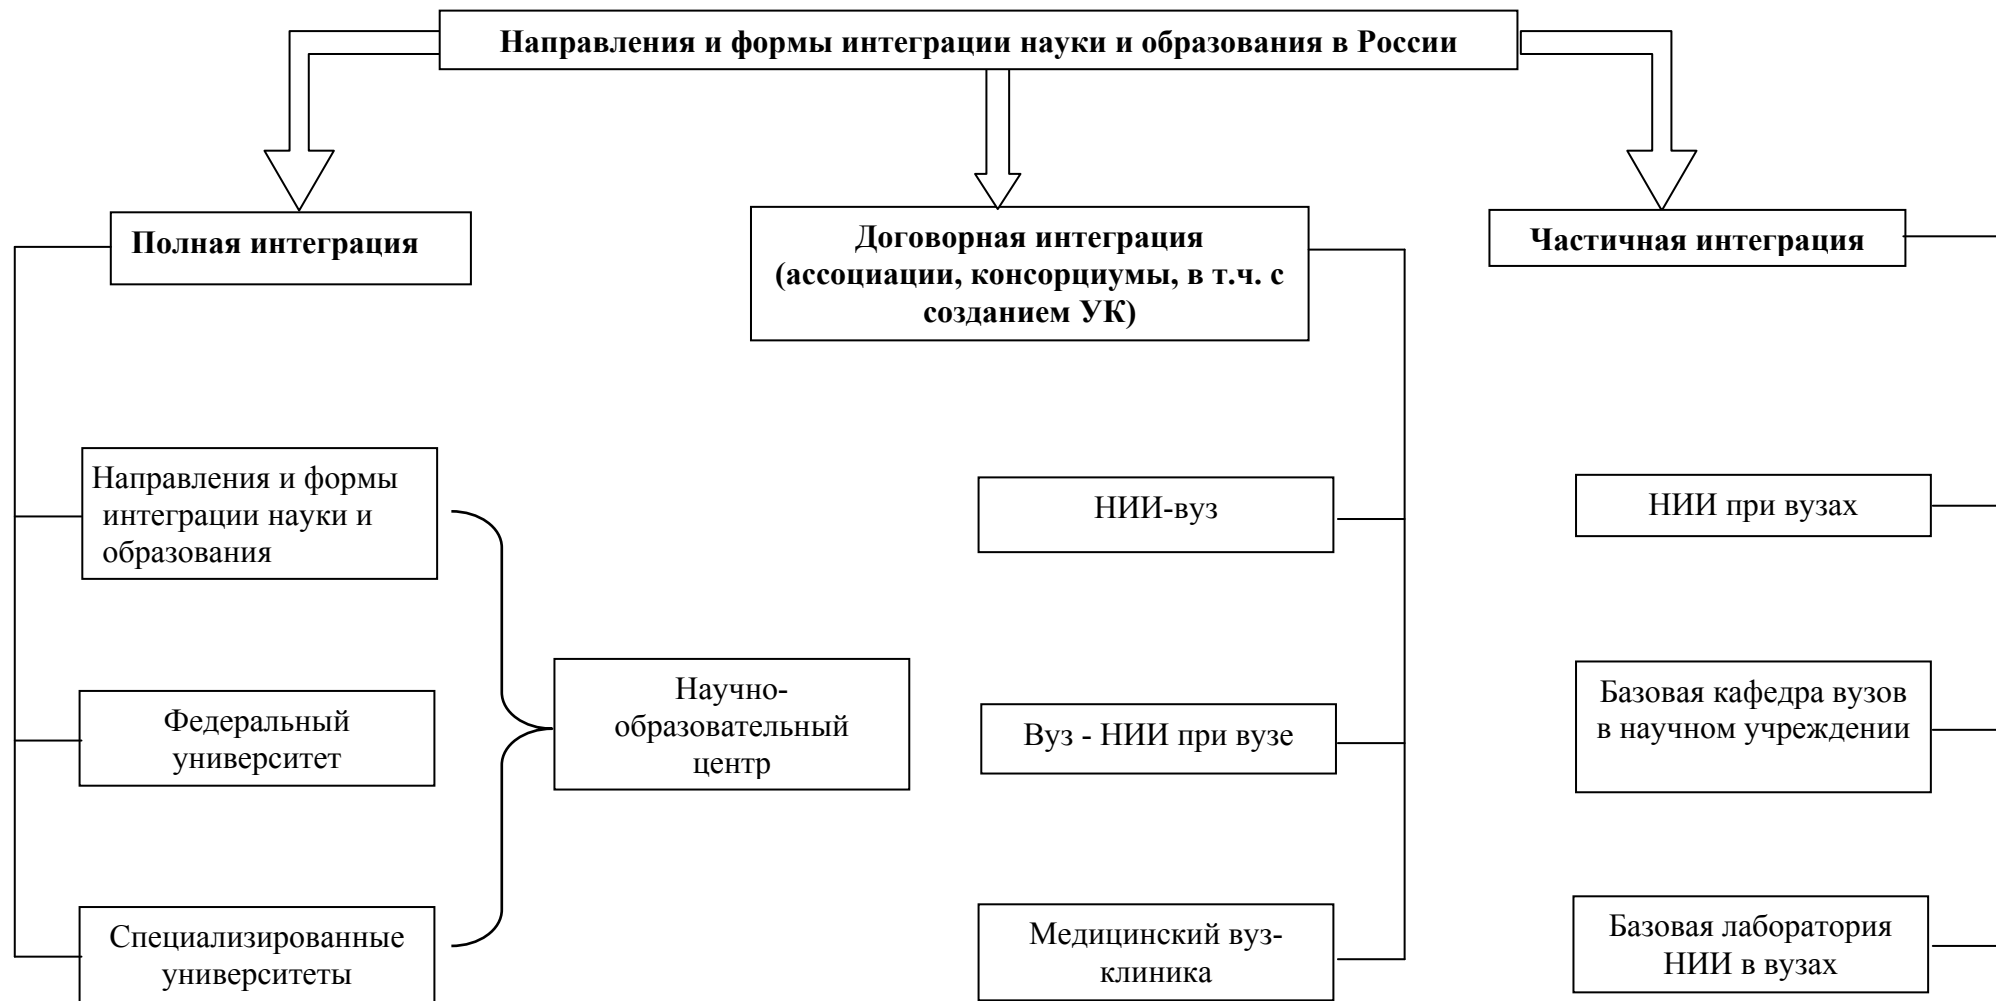 Направления и формы интеграции науки и образования в России
Полная интеграция
Договорная интеграция
(ассоциации, консорциумы, в т.ч. с
созданием УК)
Частичная интеграция
Направления и формы
интеграции науки и
образования
НИИ-вуз
НИИ при вузах
Федеральный
университет
Научно-
образовательный
центр
Вуз - НИИ при вузе
Базовая кафедра вузов
в научном учреждении
Специализированные
университеты
Медицинский вуз-
клиника
Базовая лаборатория
НИИ в вузах